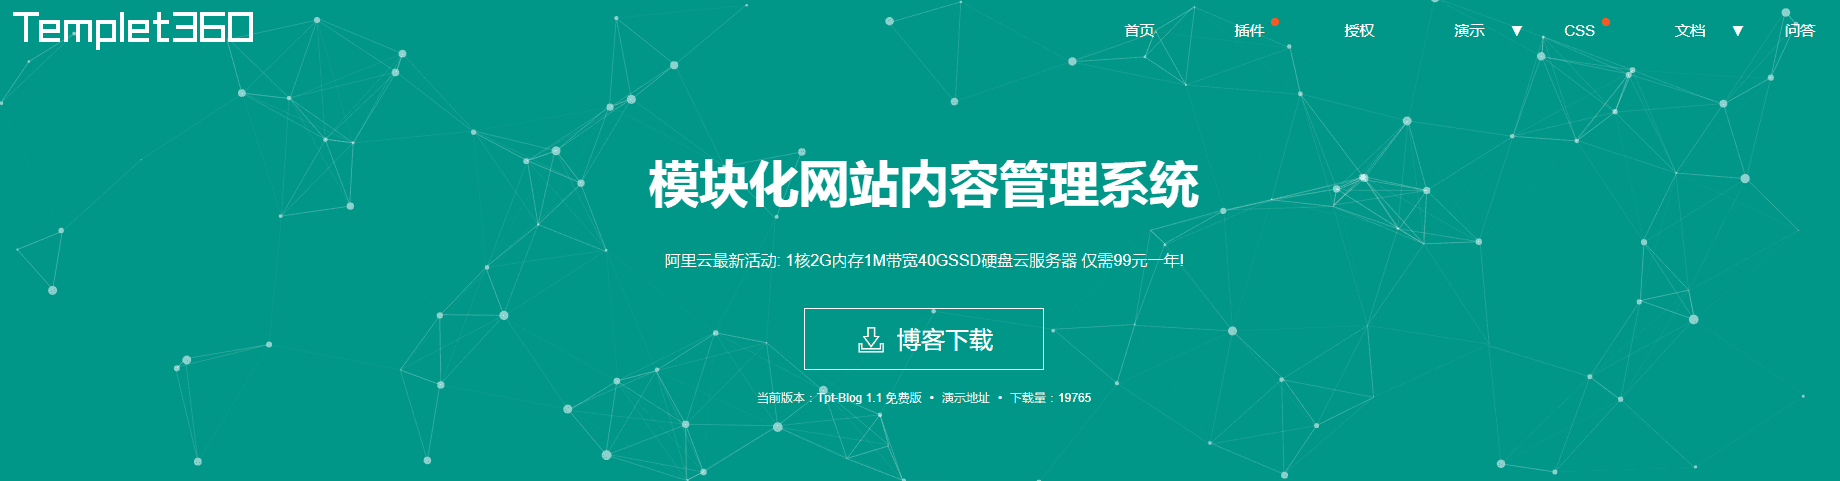 Templet360
首页 插件 授权 演示 ▼ CSS 文档 ▼ 问答
模块化网站内容管理系统
阿里云最新活动: 1核2G内存1M带宽40GSSD硬盘云服务器 仅需99元一年!
博客下载
当前版本：Tpt-Blog 1.1 免费版 • 演示地址 • 下载量：19765